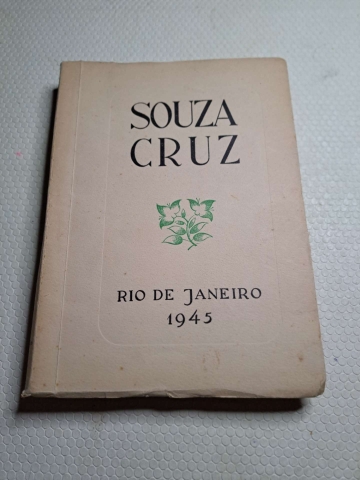 SOUZA
CRUZ
RIO DE JANEIRO
1945